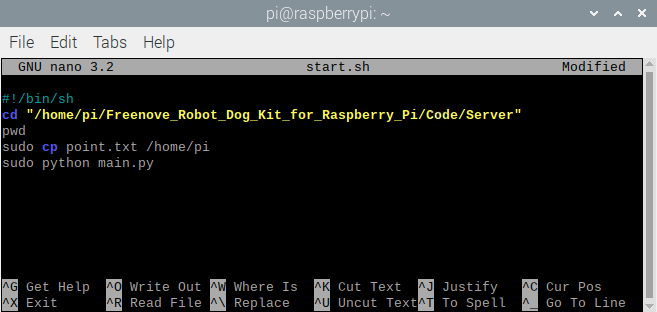 pi@raspberrypi: ~
File Edit Tabs Help
GNU nano 3.2 start.sh Modified
#!/bin/sh
cd "/home/pi/Freenove_Robot_Dog_Kit_for_Raspberry_Pi/Code/Server"
pwd
sudo cp point.txt /home/pi
sudo python main.py
^G Get Help ^O Write Out ^W Where Is ^K Cut Text ^J Justify ^C Cur Pos
^X Exit ^R Read File ^\ Replace ^U Uncut Text ^T To Spell ^_ Go To Line